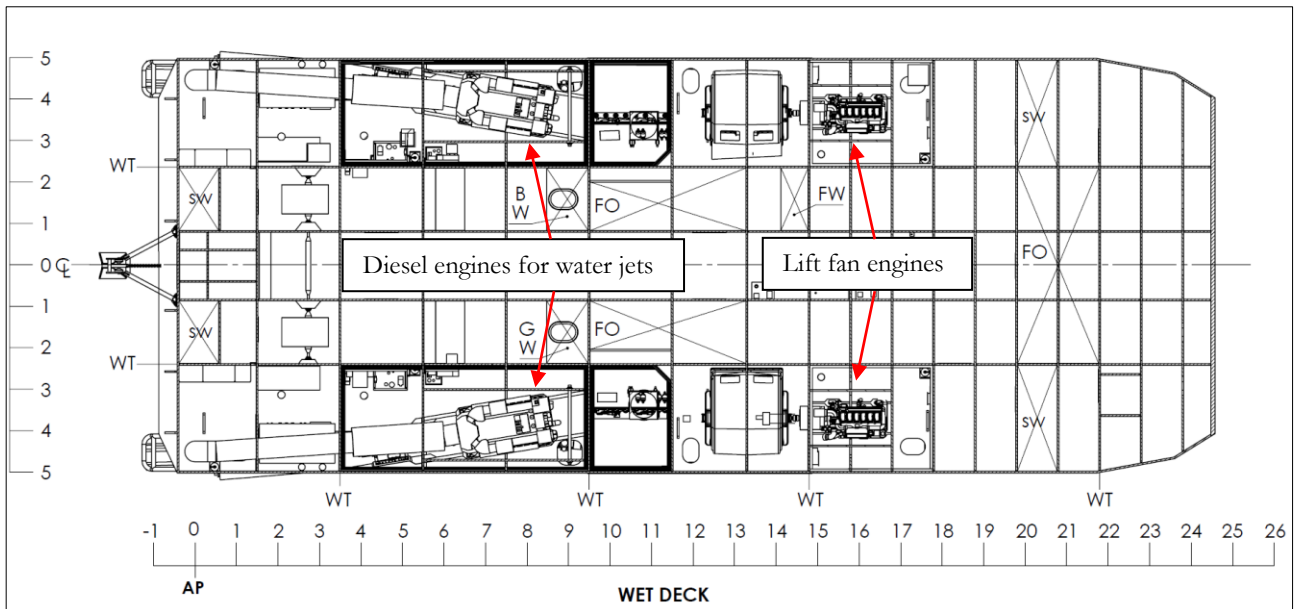 5
4
3
WT
2
1
0 ℄
1
2
WT
3
4
5
SW
SW
B
W
FO
FW
SW
FO
Diesel engines for water jets
Lift fan engines
G
W
FO
SW
WT
WT
WT
WT
-1 0 1 2 3 4 5 6 7 8 9 10 11 12 13 14 15 16 17 18 19 20 21 22 23 24 25 26
AP
WET DECK